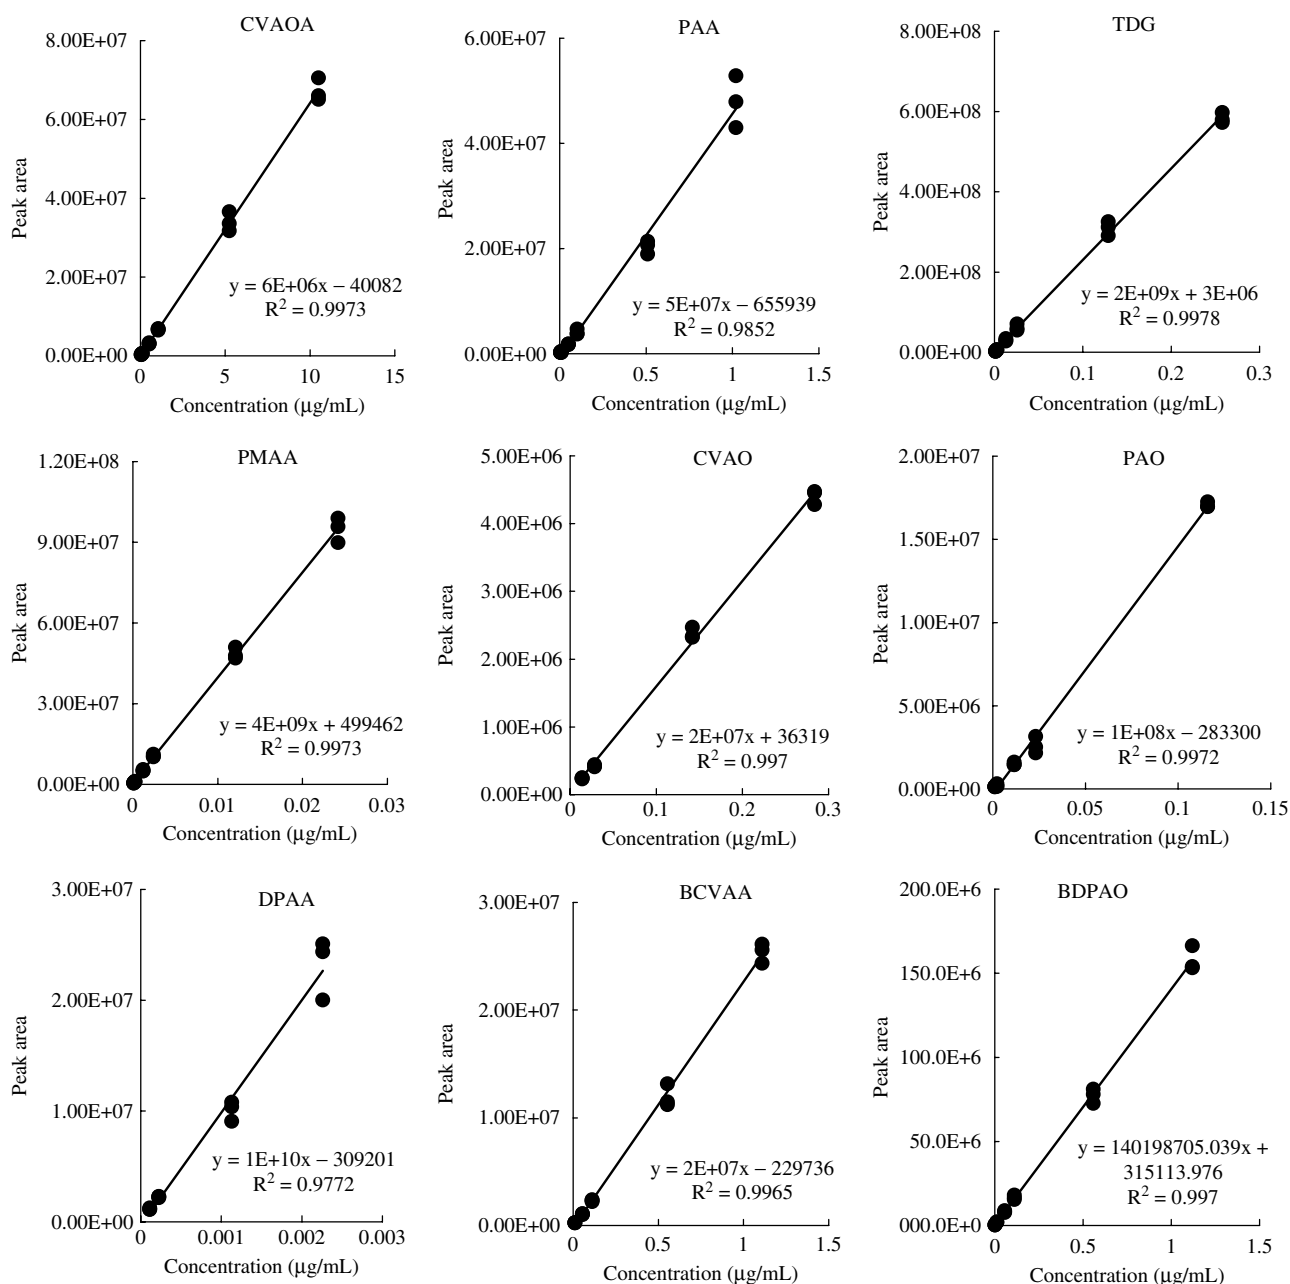 CVAOA
8.00E+07
6.00E+07
4.00E+07
2.00E+07
0.00E+00
Peak area
y = 6E+06x − 40082
R² = 0.9973
0 5 10 15
Concentration (µg/mL)
PAA
6.00E+07
4.00E+07
2.00E+07
0.00E+00
Peak area
y = 5E+07x − 655939
R² = 0.9852
0 0.5 1 1.5
Concentration (µg/mL)
TDG
8.00E+08
6.00E+08
4.00E+08
2.00E+08
0.00E+00
Peak area
y = 2E+09x + 3E+06
R² = 0.9978
0 0.1 0.2 0.3
Concentration (µg/mL)
PMAA
1.20E+08
9.00E+07
6.00E+07
3.00E+07
0.00E+00
Peak area
y = 4E+09x + 499462
R² = 0.9973
0 0.01 0.02 0.03
Concentration (µg/mL)
CVAO
5.00E+06
4.00E+06
3.00E+06
2.00E+06
1.00E+06
0.00E+00
Peak area
y = 2E+07x + 36319
R² = 0.997
0 0.1 0.2 0.3
Concentration (µg/mL)
PAO
2.00E+07
1.50E+07
1.00E+07
5.00E+06
0.00E+00
Peak area
y = 1E+08x − 283300
R² = 0.9972
0 0.05 0.1 0.15
Concentration (µg/mL)
DPAA
3.00E+07
2.00E+07
1.00E+07
0.00E+00
Peak area
y = 1E+10x − 309201
R² = 0.9772
0 0.001 0.002 0.003
Concentration (µg/mL)
BCVAA
3.00E+07
2.00E+07
1.00E+07
0.00E+00
Peak area
y = 2E+07x − 229736
R² = 0.9965
0 0.5 1 1.5
Concentration (µg/mL)
BDPAO
200.0E+6
150.0E+6
100.0E+6
50.0E+6
000.0E+0
Peak area
y = 140198705.039x +
315113.976
R² = 0.997
0 0.5 1 1.5
Concentration (µg/mL)